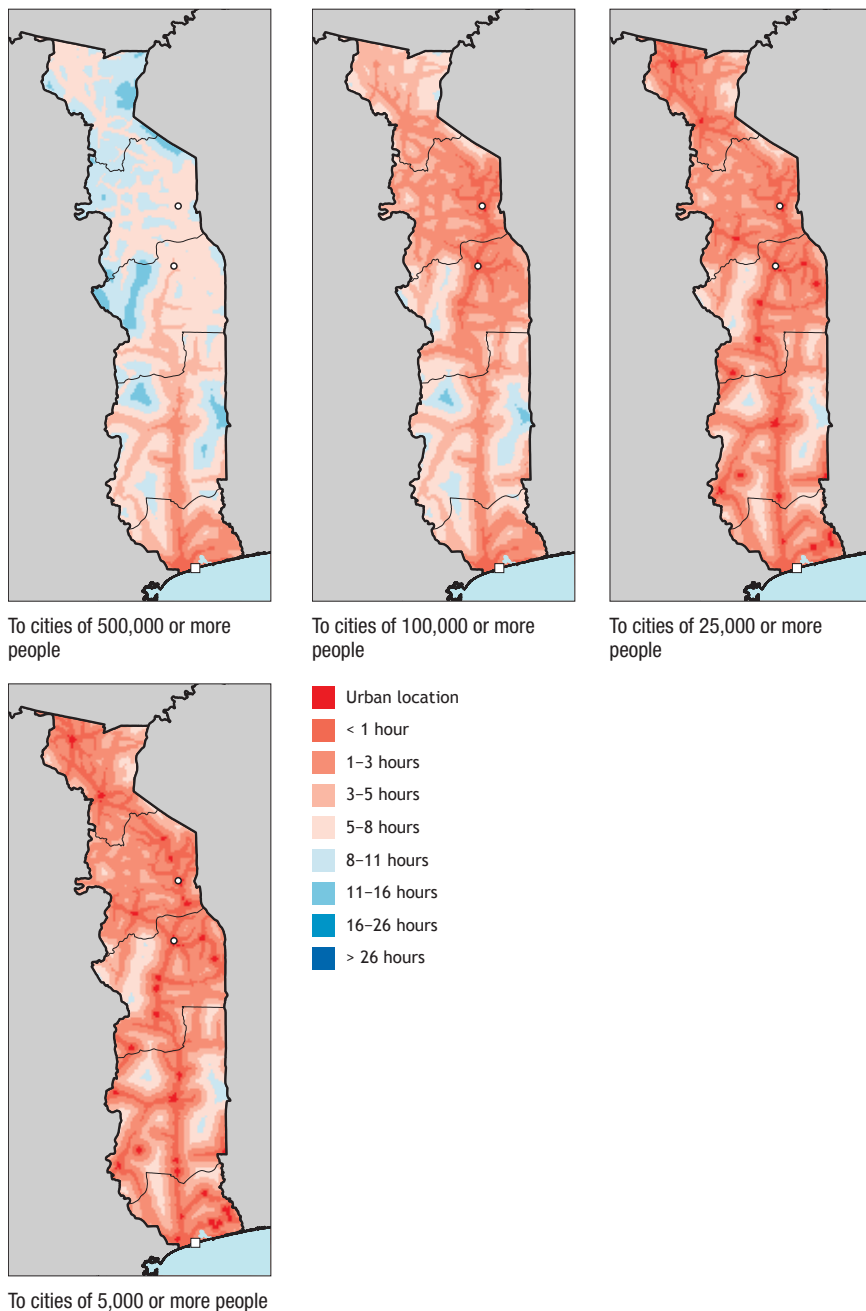 To cities of 500,000 or more
people
To cities of 100,000 or more
people
To cities of 25,000 or more
people
Urban location
< 1 hour
1–3 hours
3–5 hours
5–8 hours
8–11 hours
11–16 hours
16–26 hours
> 26 hours
To cities of 5,000 or more people